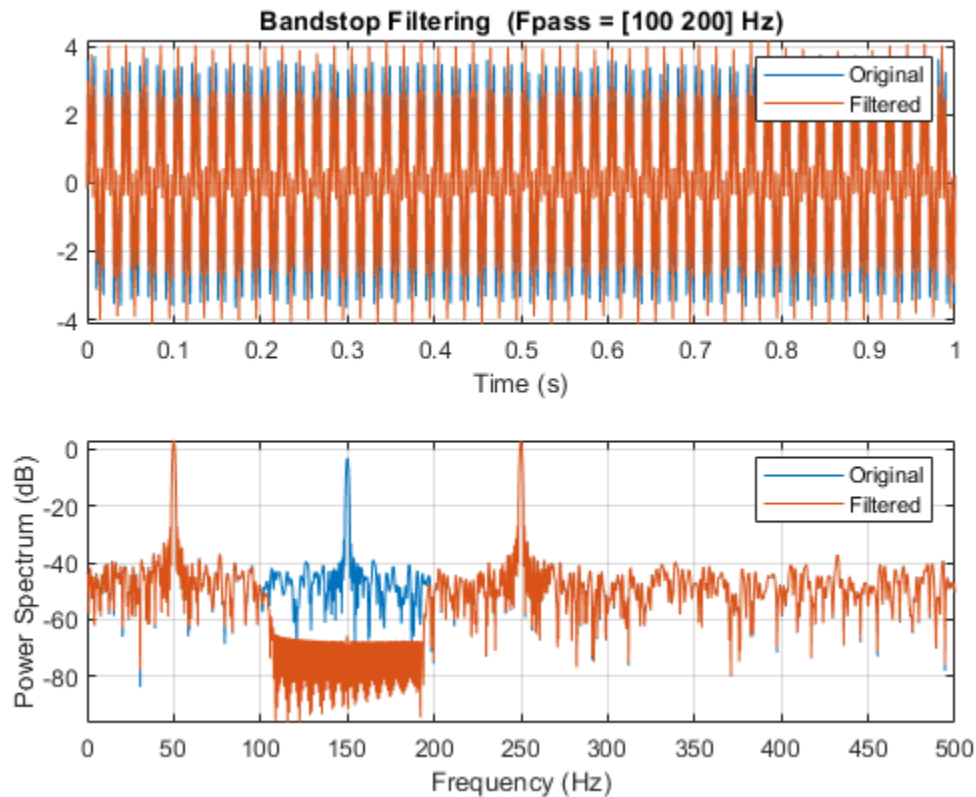 Bandstop Filtering (Fpass = [100 200] Hz)
4
2
0
-2
-4
Original
Filtered
0 0.1 0.2 0.3 0.4 0.5 0.6 0.7 0.8 0.9 1
Time (s)
Power Spectrum (dB)
0
-20
-40
-60
-80
Original
Filtered
0 50 100 150 200 250 300 350 400 450 500
Frequency (Hz)